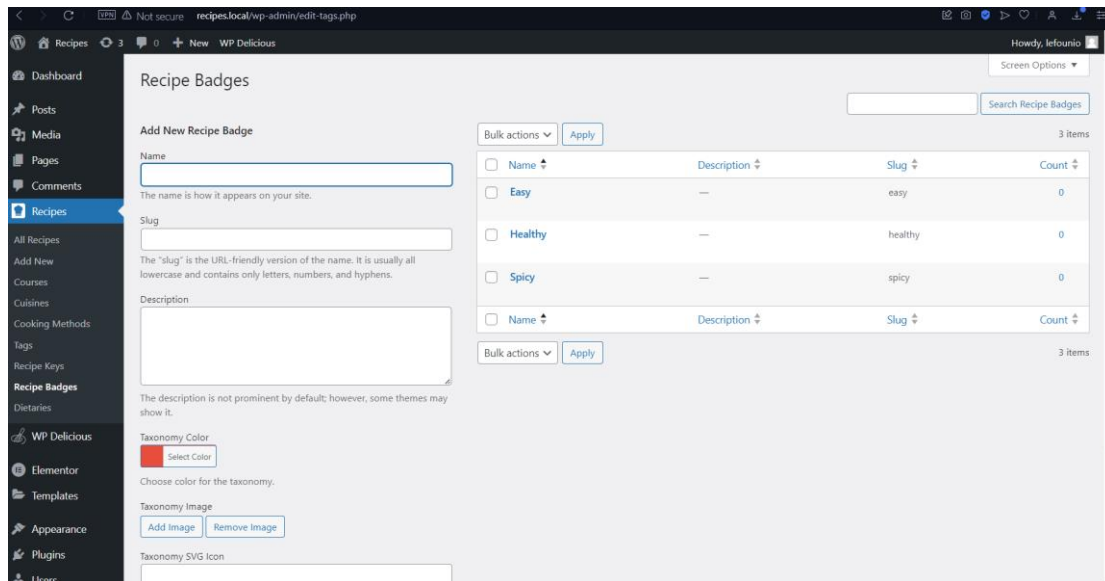 VPN Not secure recipes.local/wp-admin/edit-tags.php
Recipes 3 0 + New WP Delicious Howdy, lefounio
Screen Options ▼
Dashboard
Posts
Media
Pages
Comments
Recipes
All Recipes
Add New
Courses
Cuisines
Cooking Methods
Tags
Recipe Keys
Recipe Badges
Dietaries
WP Delicious
Elementor
Templates
Appearance
Plugins
Users
Recipe Badges
Search Recipe Badges
Add New Recipe Badge
Name
The name is how it appears on your site.
Slug
The "slug" is the URL-friendly version of the name. It is usually all
lowercase and contains only letters, numbers, and hyphens.
Description
The description is not prominent by default; however, some themes may
show it.
Taxonomy Color
Select Color
Choose color for the taxonomy.
Taxonomy Image
Add Image Remove Image
Taxonomy SVG Icon
Bulk actions Apply 3 items
Name Description Slug Count
Easy — easy 0
Healthy — healthy 0
Spicy — spicy 0
Name Description Slug Count
Bulk actions Apply 3 items